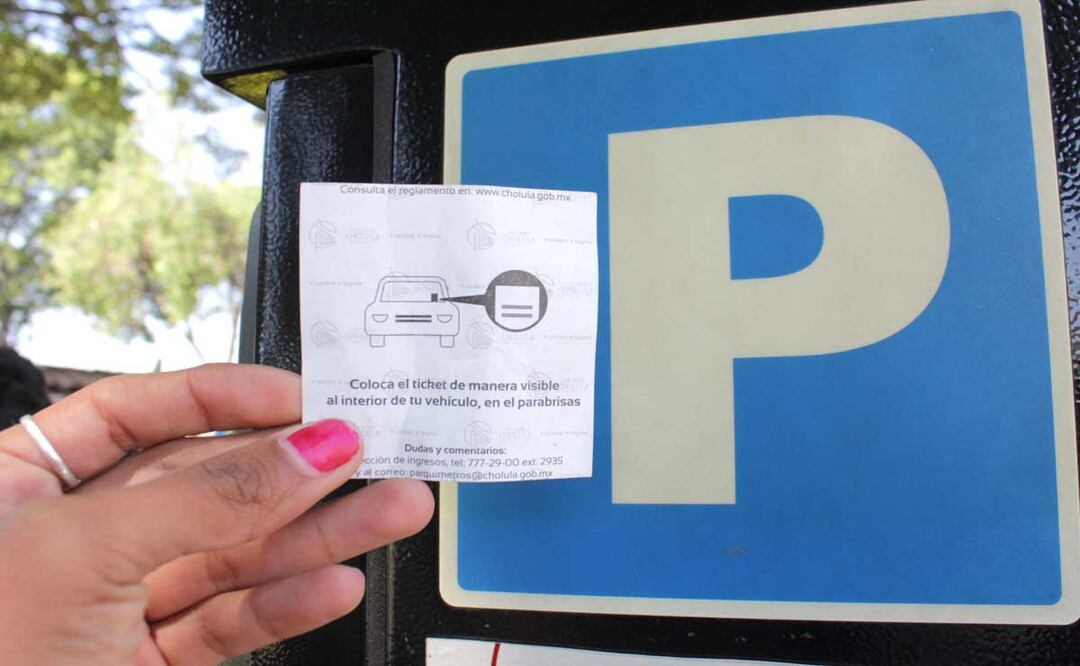 Consulta el reglamento en: www.cholula.gob.mx
Coloca el ticket de manera visible
al interior de tu vehículo, en el parabrisas
Dudas y comentarios:
ección de ingresos, tel: 777-29-00 ext. 2935
y al correo: parquimetros@cholula.gob.mx
P